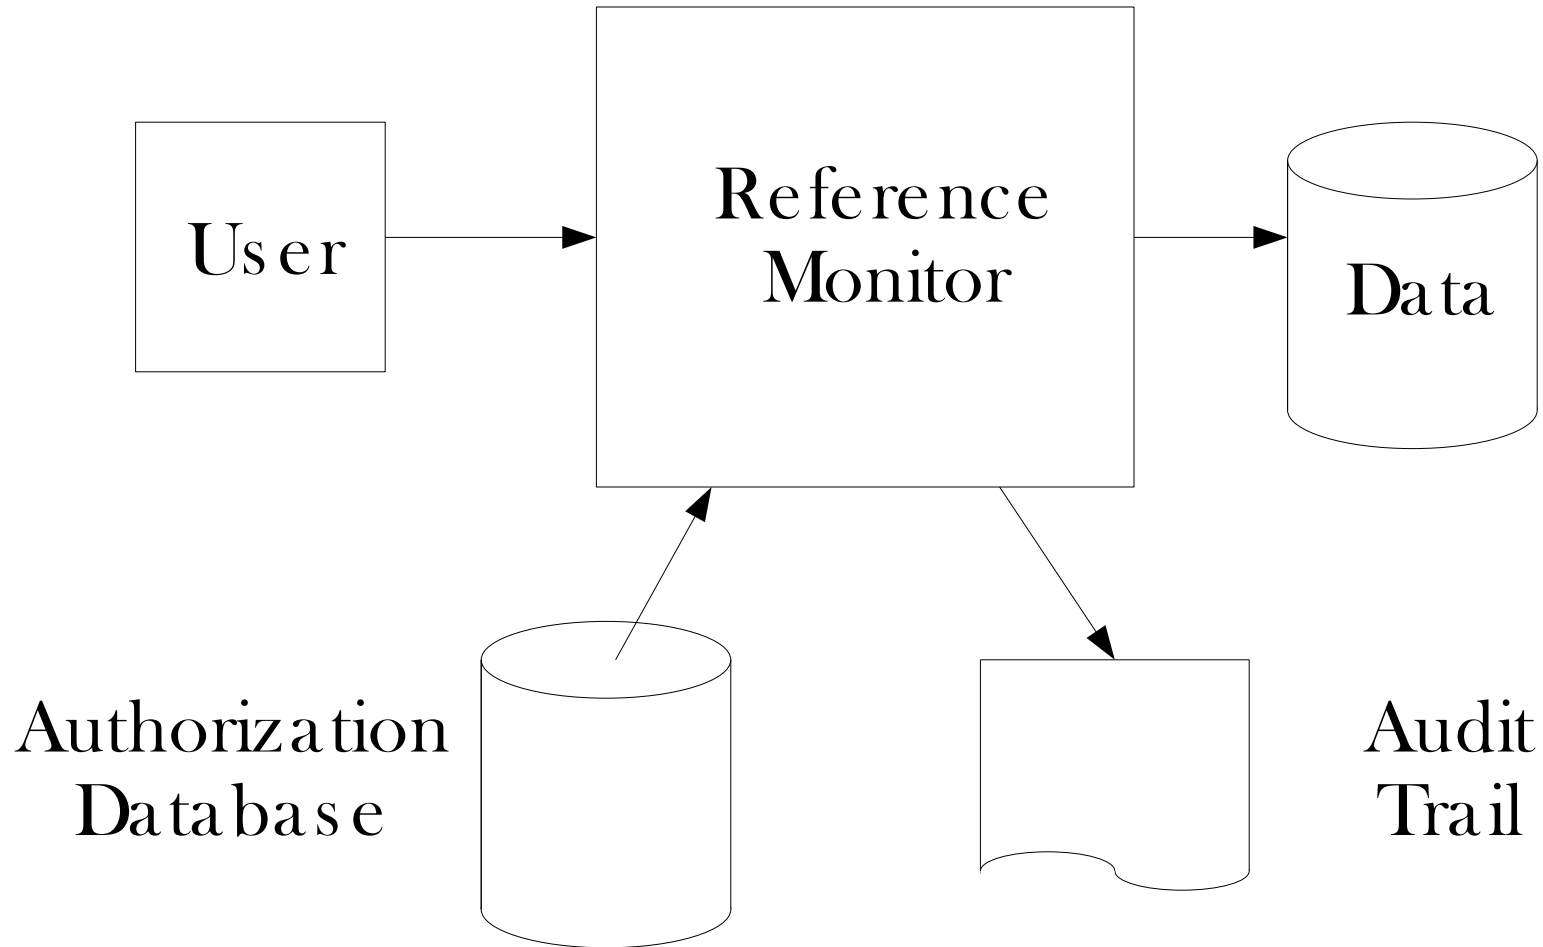 User
Reference
Monitor
Data
Authorization
Database
Audit
Trail